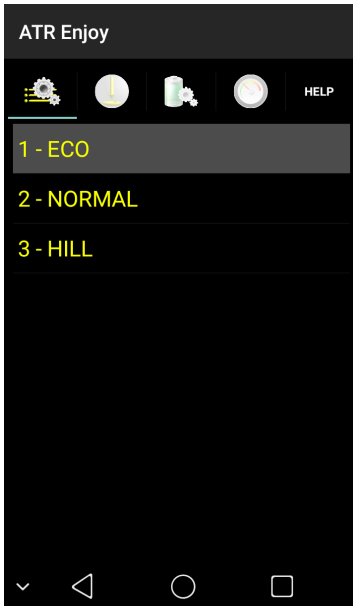 ATR Enjoy
HELP
1 - ECO
2 - NORMAL
3 - HILL